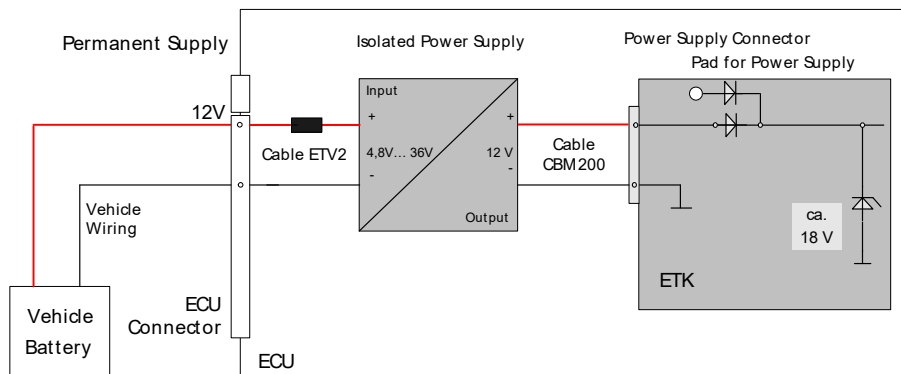 Permanent Supply
Isolated Power Supply
Power Supply Connector
Pad for Power Supply
12V
Input
+
+
Cable ETV2
4,8V... 36V
12 V
-
-
Cable
CBM200
Output
Vehicle
Wiring
ca.
18 V
ETK
ECU
Connector
Vehicle
Battery
ECU